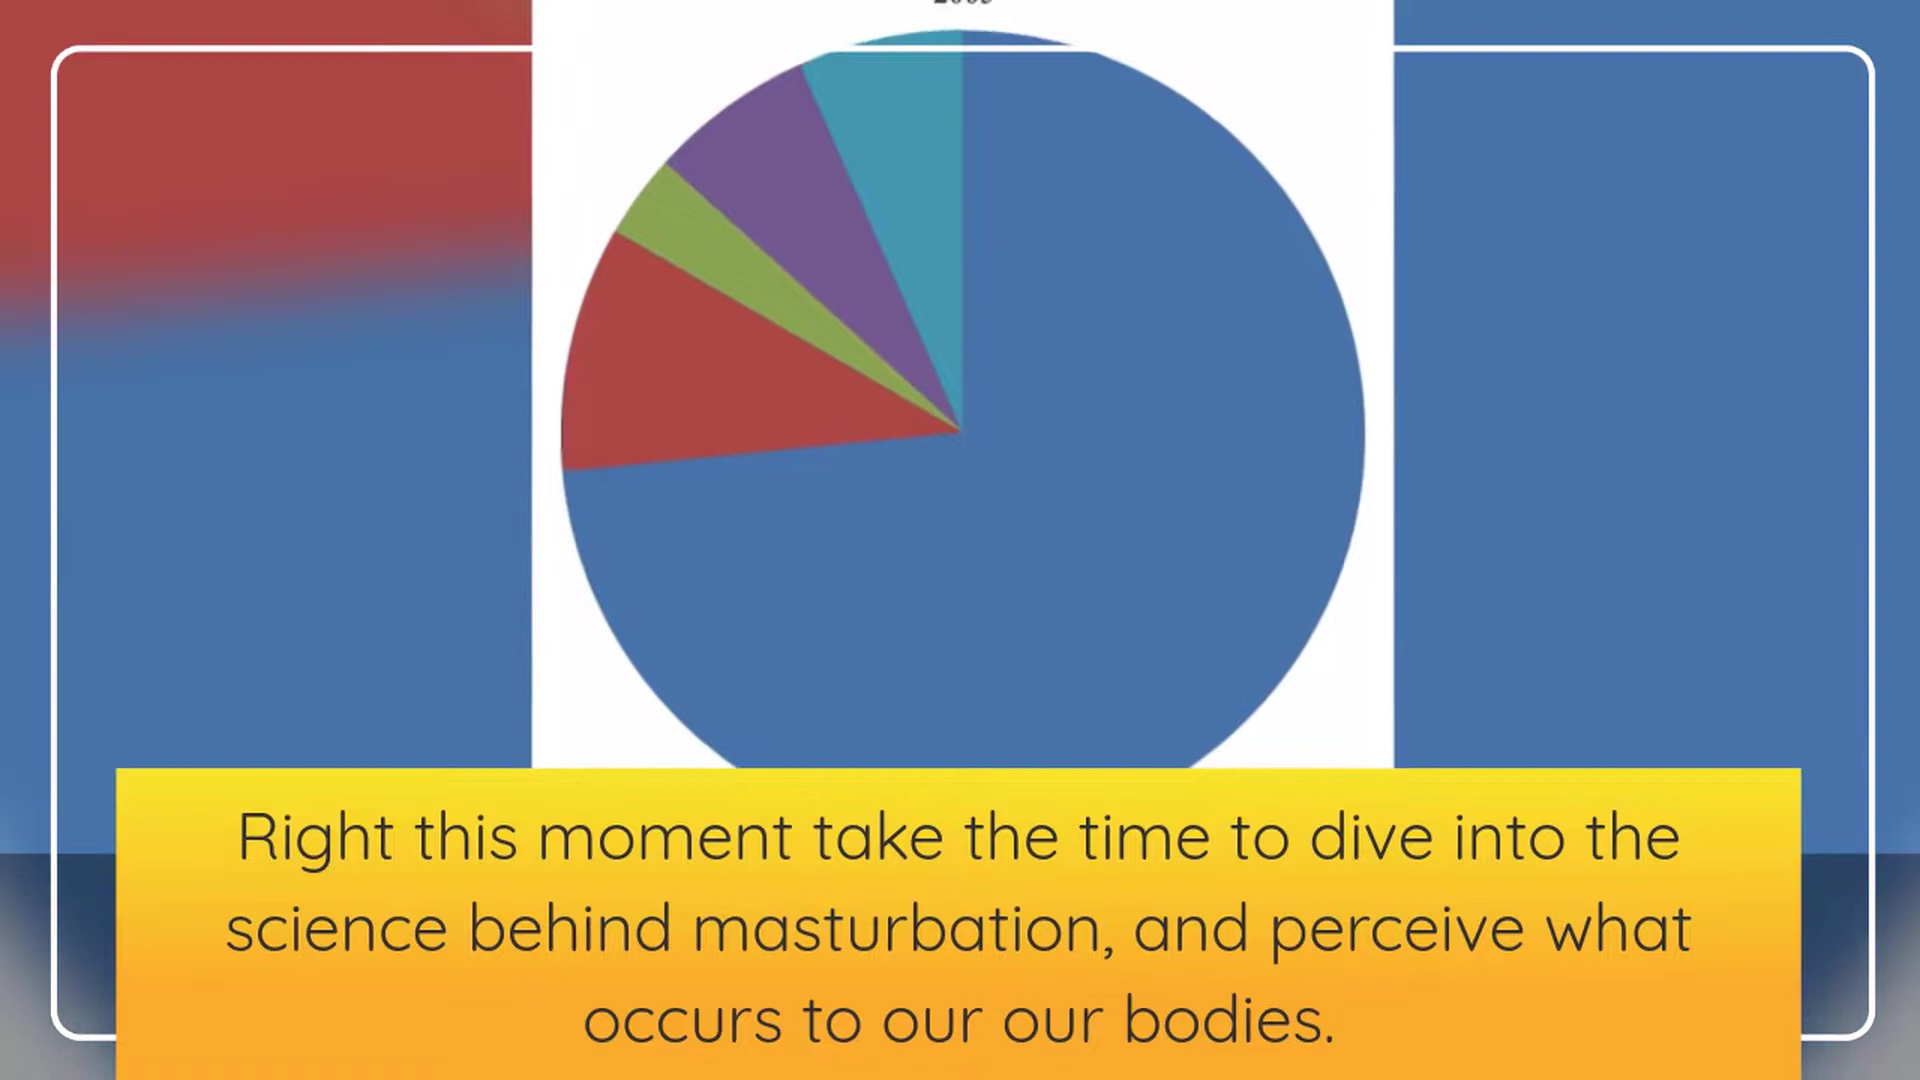 Right this moment take the time to dive into the
science behind masturbation, and perceive what
occurs to our our bodies.